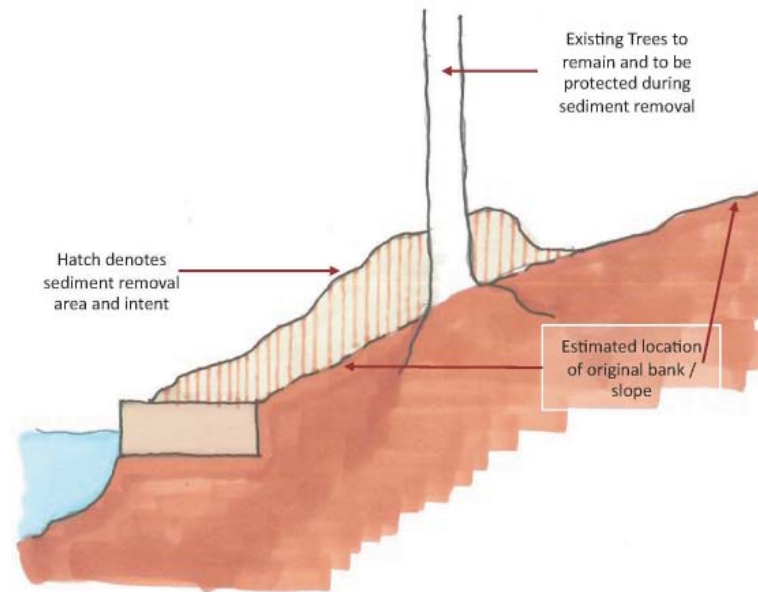 Existing Trees to
remain and to be
protected during
sediment removal
Hatch denotes
sediment removal
area and intent
Estimated location
of original bank /
slope